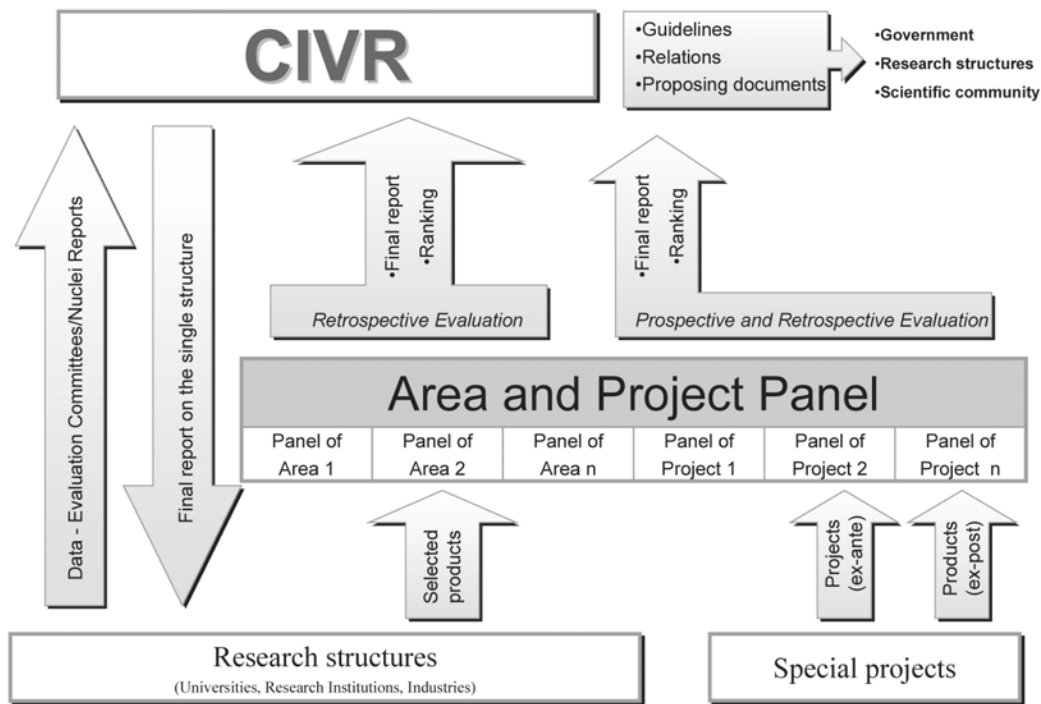 CIVR
•Guidelines
•Relations
•Proposing documents
•Government
•Research structures
•Scientific community
Data - Evaluation Committees/Nuclei Reports
Final report on the single structure
•Final report
•Ranking
Retrospective Evaluation
•Final report
•Ranking
Prospective and Retrospective Evaluation
Area and Project Panel
Panel of
Area 1
Panel of
Area 2
Panel of
Area n
Panel of
Project 1
Panel of
Project 2
Panel of
Project n
Selected
products
Projects
(ex-ante)
Products
(ex-post)
Research structures
(Universities, Research Institutions, Industries)
Special projects